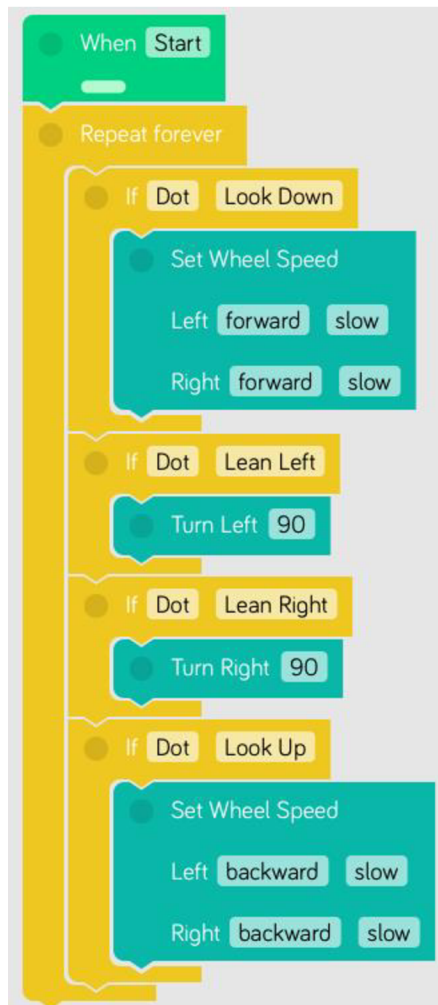 When Start
Repeat forever
If Dot Look Down
Set Wheel Speed
Left forward slow
Right forward slow
If Dot Lean Left
Turn Left 90
If Dot Lean Right
Turn Right 90
If Dot Look Up
Set Wheel Speed
Left backward slow
Right backward slow